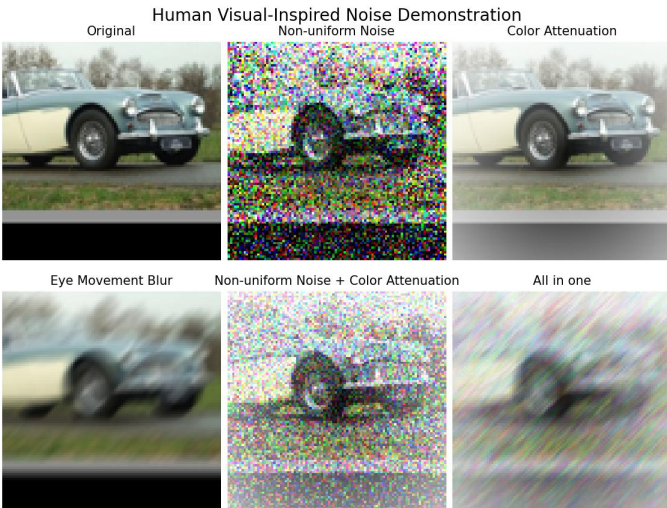 Human Visual-Inspired Noise Demonstration
Original
Non-uniform Noise
Color Attenuation
Eye Movement Blur
Non-uniform Noise + Color Attenuation
All in one